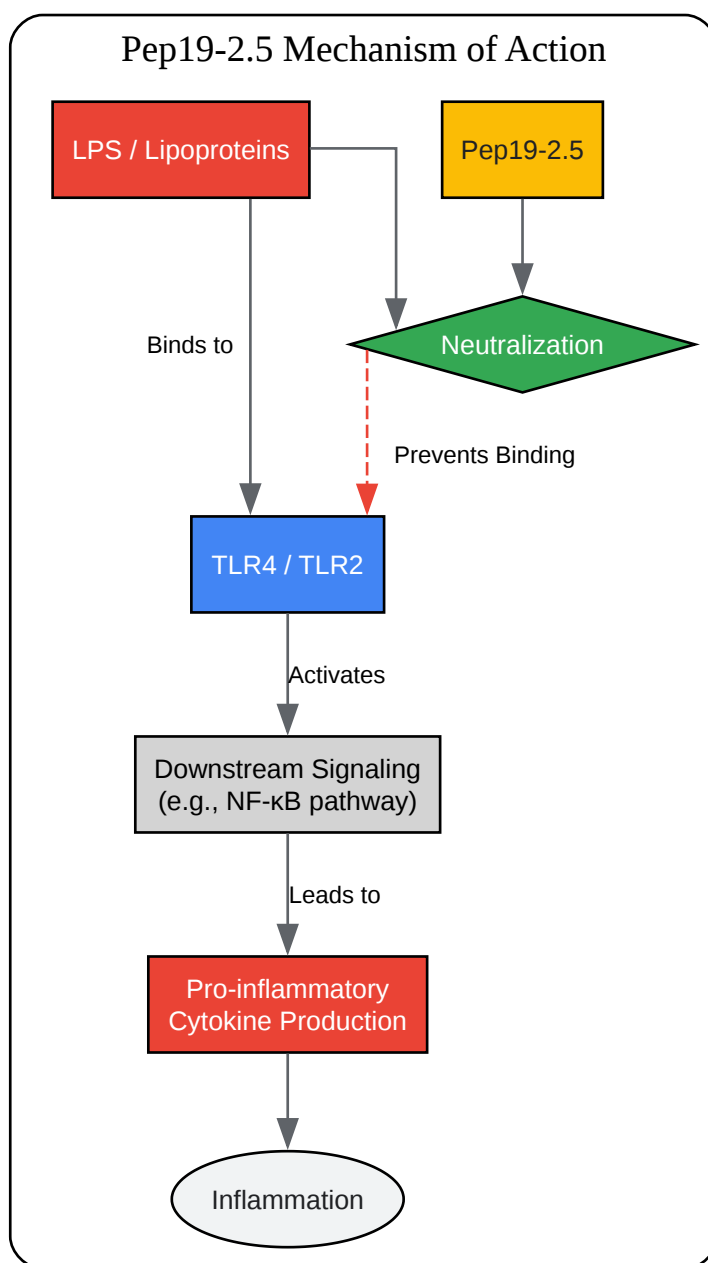 Pep19-2.5 Mechanism of Action
LPS / Lipoproteins
Pep19-2.5
Neutralization
Binds to
Prevents Binding
TLR4 / TLR2
Activates
Downstream Signaling
(e.g., NF-κB pathway)
Leads to
Pro-inflammatory
Cytokine Production
Inflammation